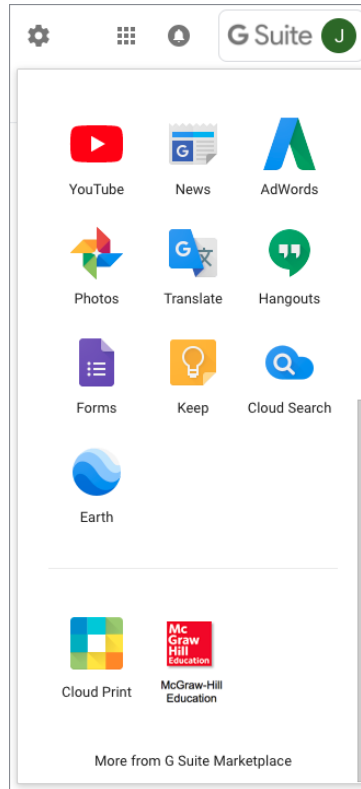 G Suite J
YouTube News AdWords
G
Photos Translate Hangouts
G 文
Forms Keep Cloud Search
Earth
Mc
Graw
Hill
Education
Cloud Print McGraw-Hill
Education
More from G Suite Marketplace